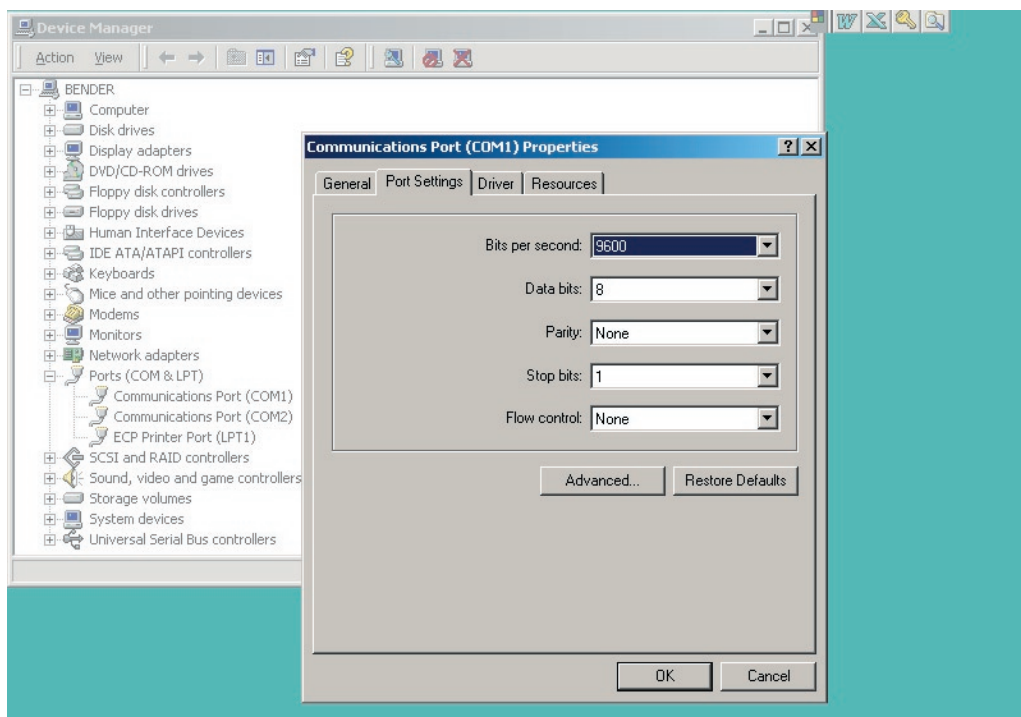 Device Manager
Action View
BENDER
Computer
Disk drives
Display adapters
DVD/CD-ROM drives
Floppy disk controllers
Floppy disk drives
Human Interface Devices
IDE ATA/ATAPI controllers
Keyboards
Mice and other pointing devices
Modems
Monitors
Network adapters
Ports (COM & LPT)
Communications Port (COM1)
Communications Port (COM2)
ECP Printer Port (LPT1)
SCSI and RAID controllers
Sound, video and game controllers
Storage volumes
System devices
Universal Serial Bus controllers
Communications Port (COM1) Properties
General Port Settings Driver Resources
Bits per second: 9600
Data bits: 8
Parity: None
Stop bits: 1
Flow control: None
Advanced... Restore Defaults
OK Cancel